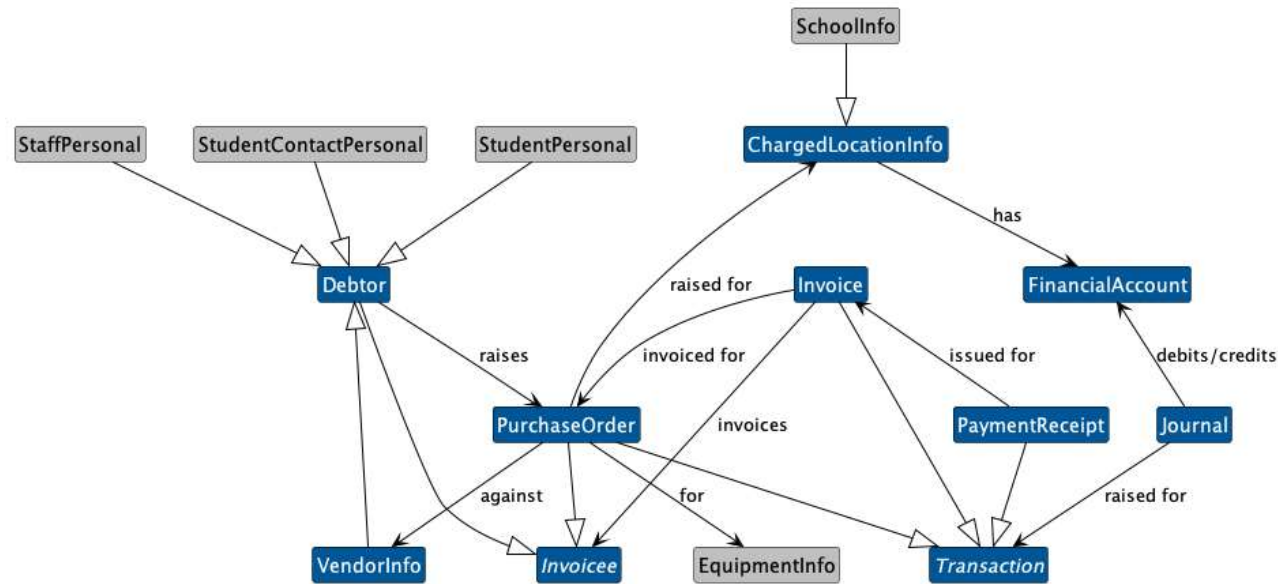 SchoolInfo
StaffPersonal
StudentContactPersonal
StudentPersonal
ChargedLocationInfo
has
Debtor
raised for
Invoice
FinancialAccount
raises
invoiced for
issued for
debits/credits
PurchaseOrder
invoices
PaymentReceipt
Journal
against
for
raised for
VendorInfo
Invoicee
EquipmentInfo
Transaction